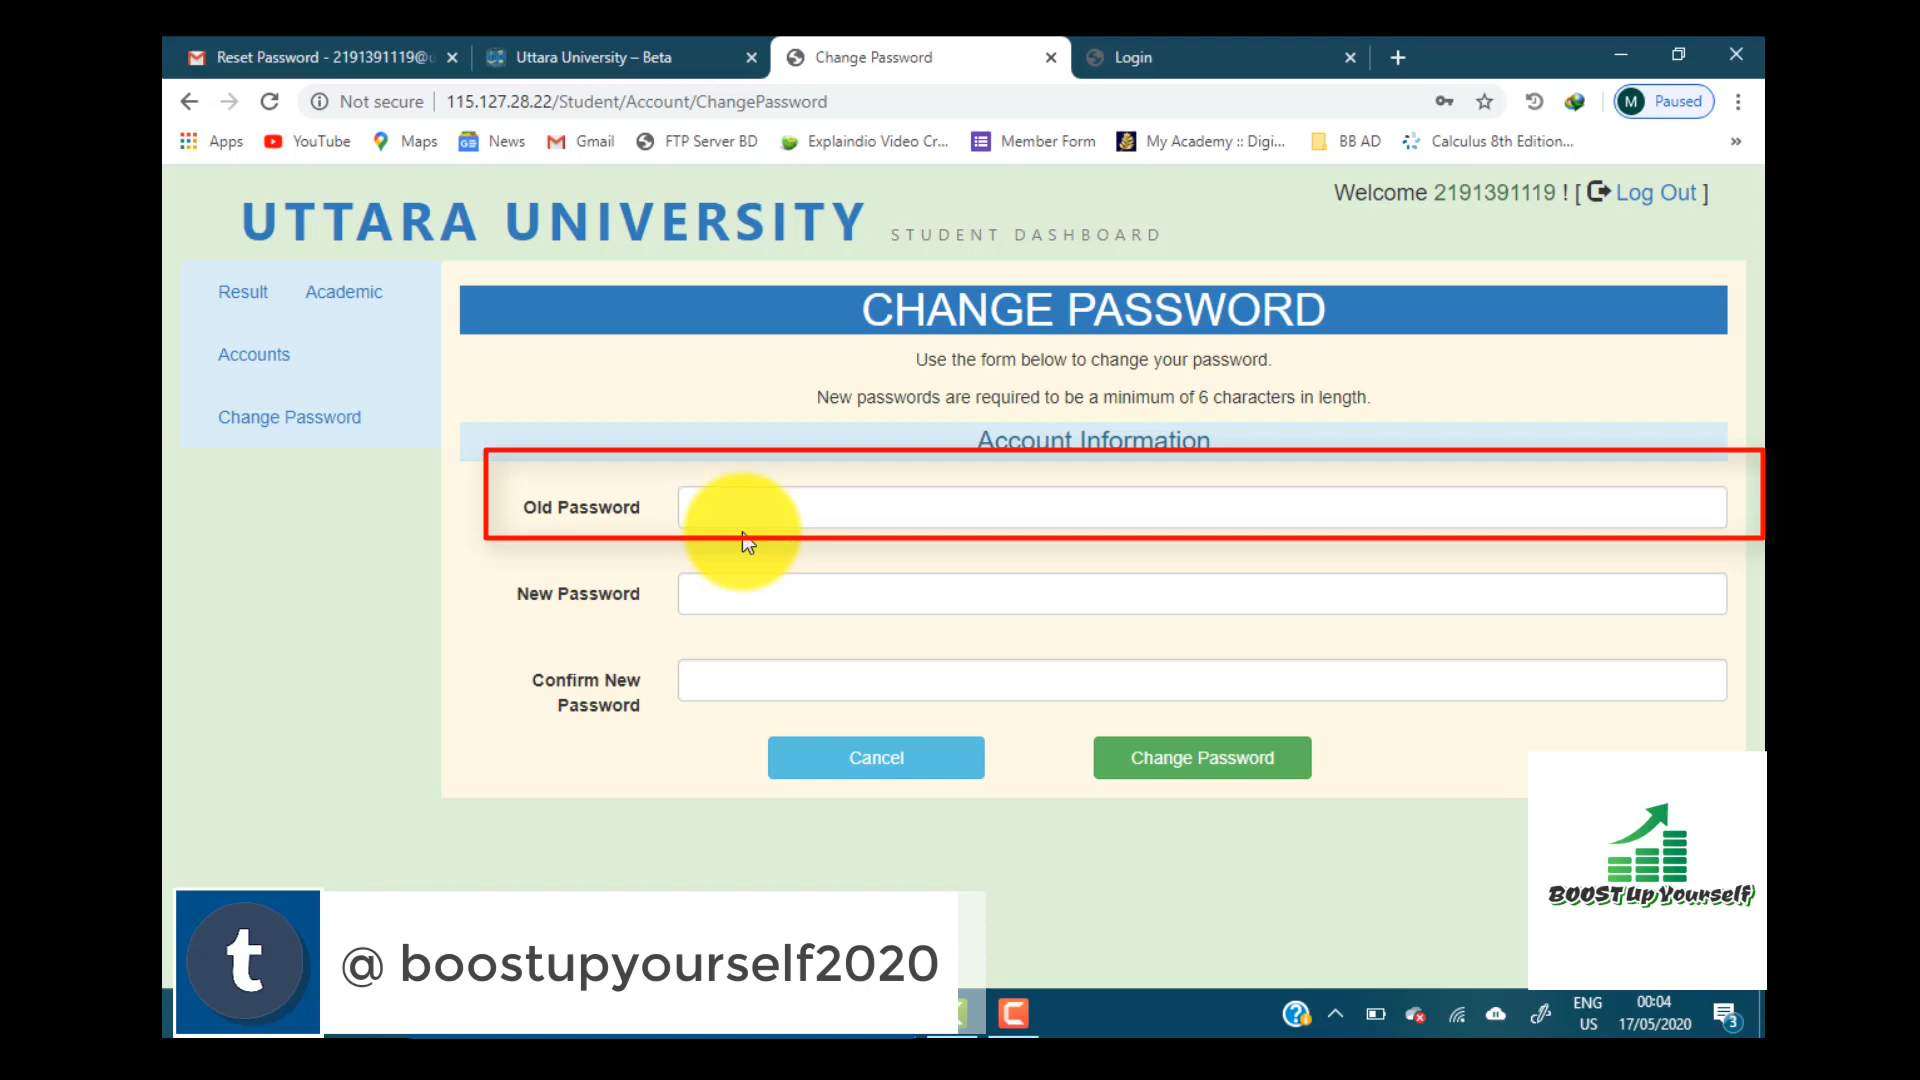 Reset Password - 2191391119@
Uttara University – Beta
Change Password
Login
Not secure
115.127.28.22/Student/Account/ChangePassword
M
Paused
Apps
YouTube
Maps
News
Gmail
FTP Server BD
Explaindio Video Cr...
Member Form
My Academy :: Digi...
BB AD
Calculus 8th Edition...
»
Welcome 2191391119 ! [ Log Out ]
UTTARA UNIVERSITY STUDENT DASHBOARD
Result
Academic
Accounts
Change Password
CHANGE PASSWORD
Use the form below to change your password.
New passwords are required to be a minimum of 6 characters in length.
Account Information
Old Password
New Password
Confirm New
Password
Cancel
Change Password
BOOST Up Yourself
t
@ boostupyourself2020
ENG
US
00:04
17/05/2020
3